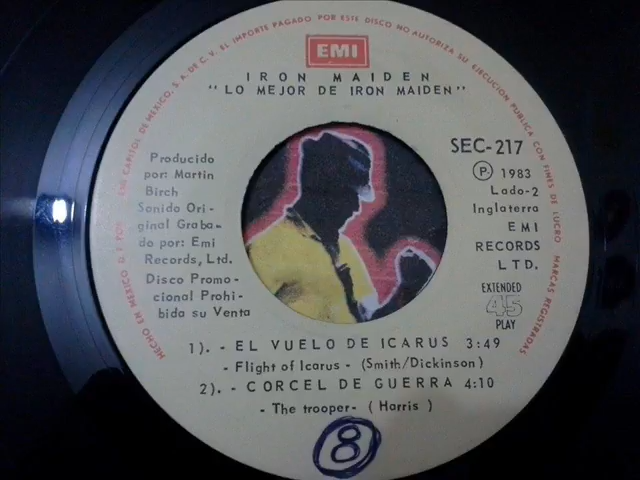 EL IMPORTE PAGADO POR ESTE DISCO NO AUTORIZA SU EJECUCION PUBLICA CON FINES DE LUCRO MARCAS REGISTRADAS
HECHO EN MEXICO D.F. POR EMI CAPITOL DE MEXICO, S. A. DE C. V.
EMI
IRON MAIDEN
"LO MEJOR DE IRON MAIDEN"
Producido
por: Martin
Birch
Sonido Ori-
ginal Graba-
do por: Emi
Records, Ltd.
Disco Promo-
cional Prohi-
bida su Venta
SEC-217
Ⓟ 1983
Lado-2
Inglaterra
EMI
RECORDS
LTD.
EXTENDED
45
PLAY
1). - EL VUELO DE ICARUS 3:49
- Flight of Icarus - (Smith/Dickinson)
2). - CORCEL DE GUERRA 4:10
- The trooper- ( Harris )
8